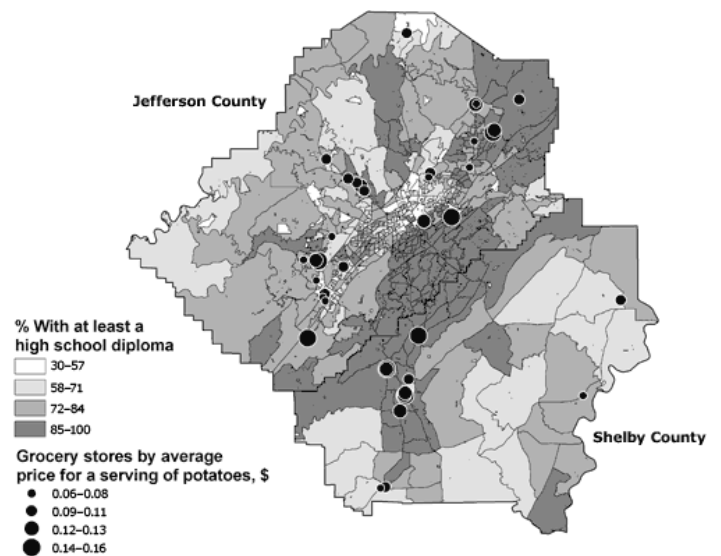 Jefferson County
% With at least a
high school diploma
30–57
58–71
72–84
85–100
Shelby County
Grocery stores by average
price for a serving of potatoes, $
0.06–0.08
0.09–0.11
0.12–0.13
0.14–0.16